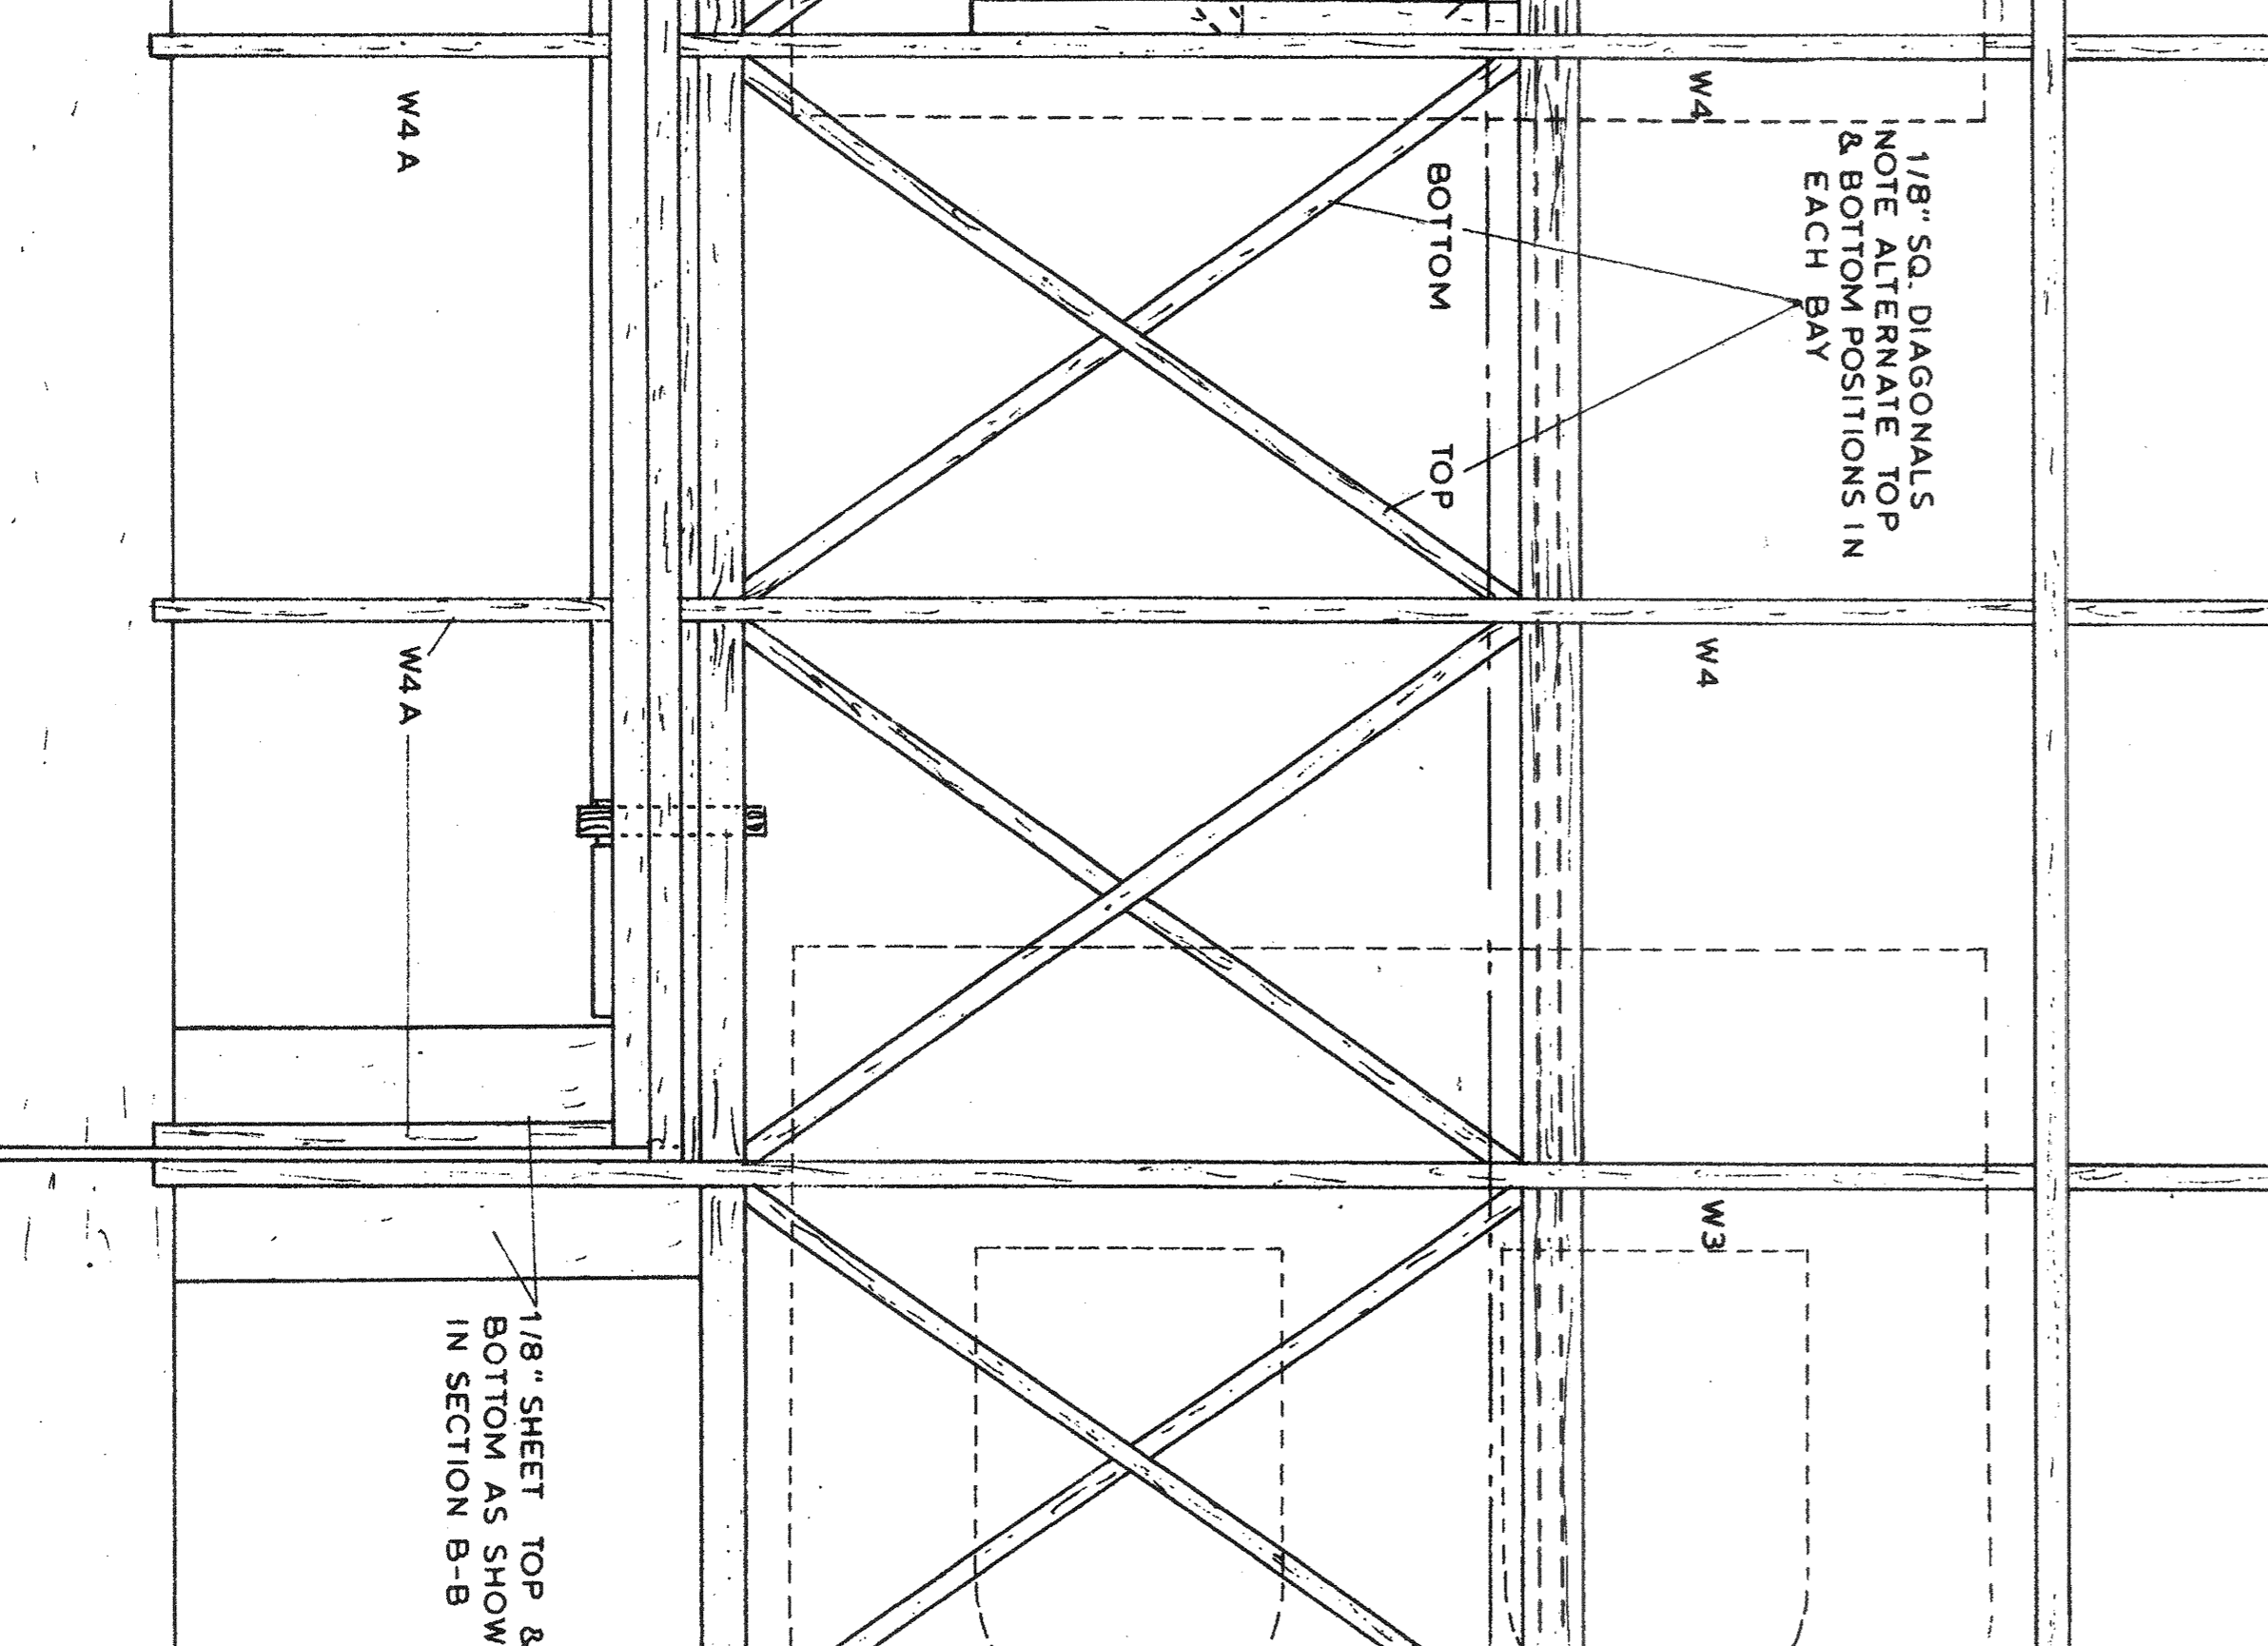 W4 A
W4
1/8" SQ. DIAGONALS
NOTE ALTERNATE TOP
& BOTTOM POSITIONS IN
EACH BAY
BOTTOM
TOP
W4 A
W4
W3
1/8" SHEET TOP &
BOTTOM AS SHOW
IN SECTION B-B